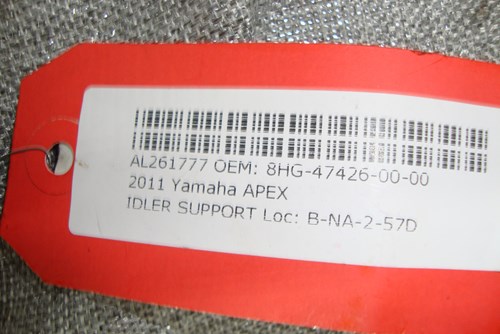 AL261777 OEM: 8HG-47426-00-00
2011 Yamaha APEX
IDLER SUPPORT Loc: B-NA-2-57D